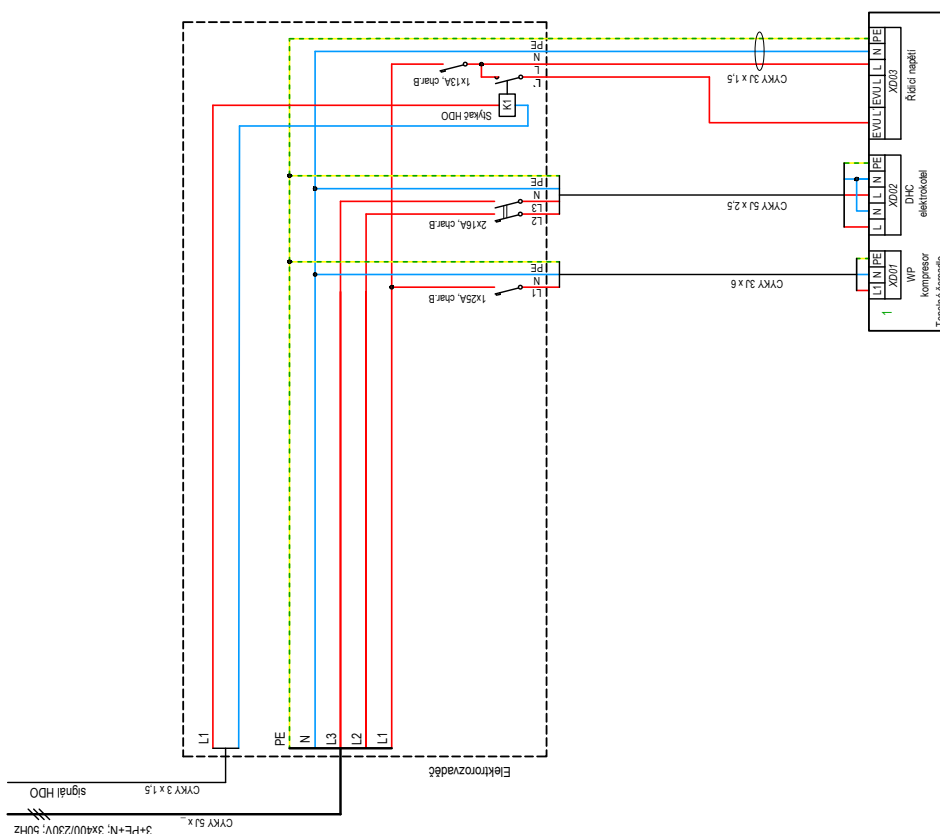 PE
N
L
L'
1x13A, char.B
K1
Stykač HDO
CYKY 3J x 1,5
PE
N
L
EVU L
EVU L'
XD03
Řídicí napětí
PE
N
L3
L2
2x16A, char.B
CYKY 5J x 2,5
PE
N
L
N
L
XD02
DHC
elektrokotel
PE
N
L1
1x25A, char.B
CYKY 3J x 6
PE
N
L1
XD01
WP
kompresor
1
L1
PE
N
L3
L2
L1
Elektrorozvaděč
signál HDO
CYKY 3 x 1,5
3+PE+N; 3x400/230V; 50Hz
CYKY 5J x _